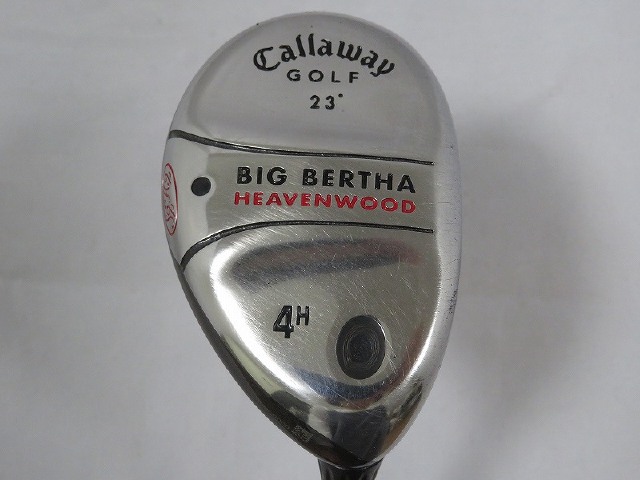 Callaway
GOLF
23°
BIG BERTHA
HEAVENWOOD
4H